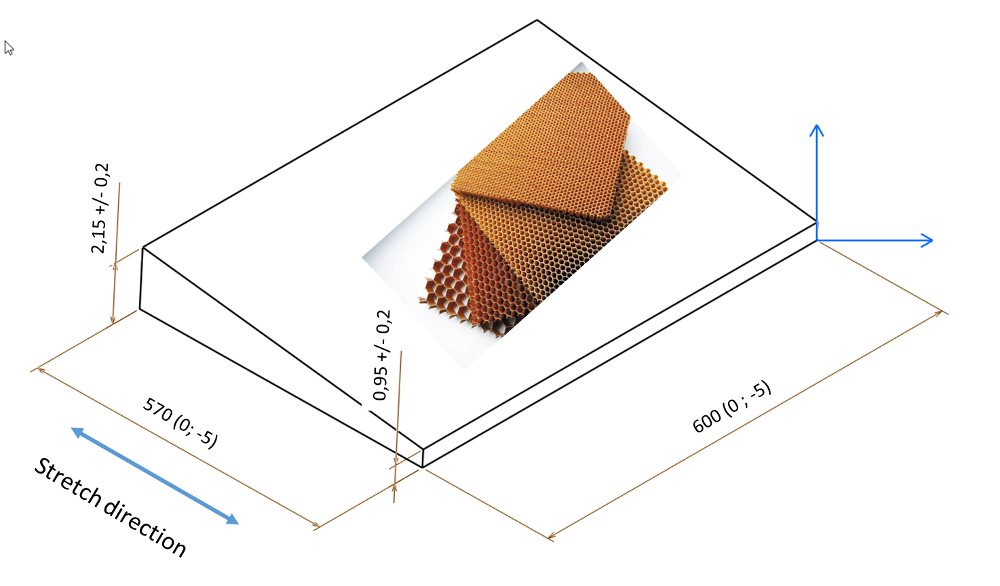 2,15 +/- 0,2
0,95 +/- 0,2
570 (0; -5)
600 (0 ; -5)
Stretch direction